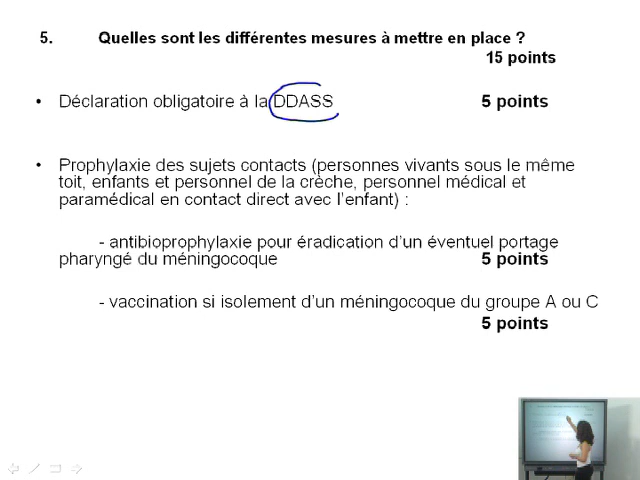 5. Quelles sont les différentes mesures à mettre en place ?
15 points
• Déclaration obligatoire à la DDASS 5 points
• Prophylaxie des sujets contacts (personnes vivants sous le même
toit, enfants et personnel de la crèche, personnel médical et
paramédical en contact direct avec l'enfant) :
- antibioprophylaxie pour éradication d'un éventuel portage
pharyngé du méningocoque 5 points
- vaccination si isolement d'un méningocoque du groupe A ou C
5 points